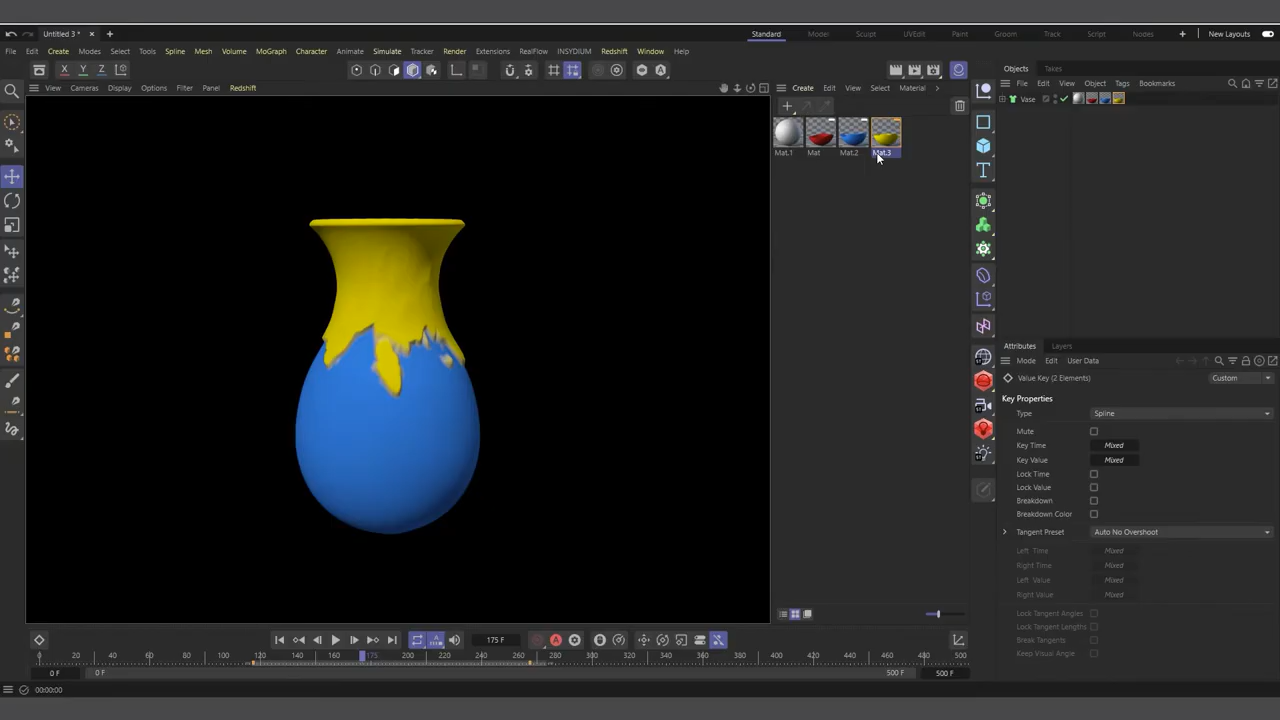 Untitled 3 *
Standard Model Sculpt UVEdit Paint Groom Track Script Nodes New Layouts
File Edit Create Modes Select Tools Spline Mesh Volume MoGraph Character Animate Simulate Tracker Render Extensions RealFlow INSYDIUM Redshift Window Help
X Y Z
Objects Takes
View Cameras Display Options Filter Panel Redshift
Create Edit View Select Material
File Edit View Object Tags Bookmarks
Vase
Mat.1 Mat Mat.2 Mat.3
Attributes Layers
Mode Edit User Data
Value Key (2 Elements) Custom
Key Properties
Type Spline
Mute
Key Time Mixed
Key Value Mixed
Lock Time
Lock Value
Breakdown
Breakdown Color
Tangent Preset Auto No Overshoot
Left Time Mixed
Right Time Mixed
Left Value Mixed
Right Value Mixed
Lock Tangent Angles
Lock Tangent Lengths
Break Tangents
Keep Visual Angle
175 F
0 20 40 60 80 100 120 140 160 175 200 220 240 260 280 300 320 340 360 380 400 420 440 460 480 500
0 F 0 F 500 F 500 F
00:00:00